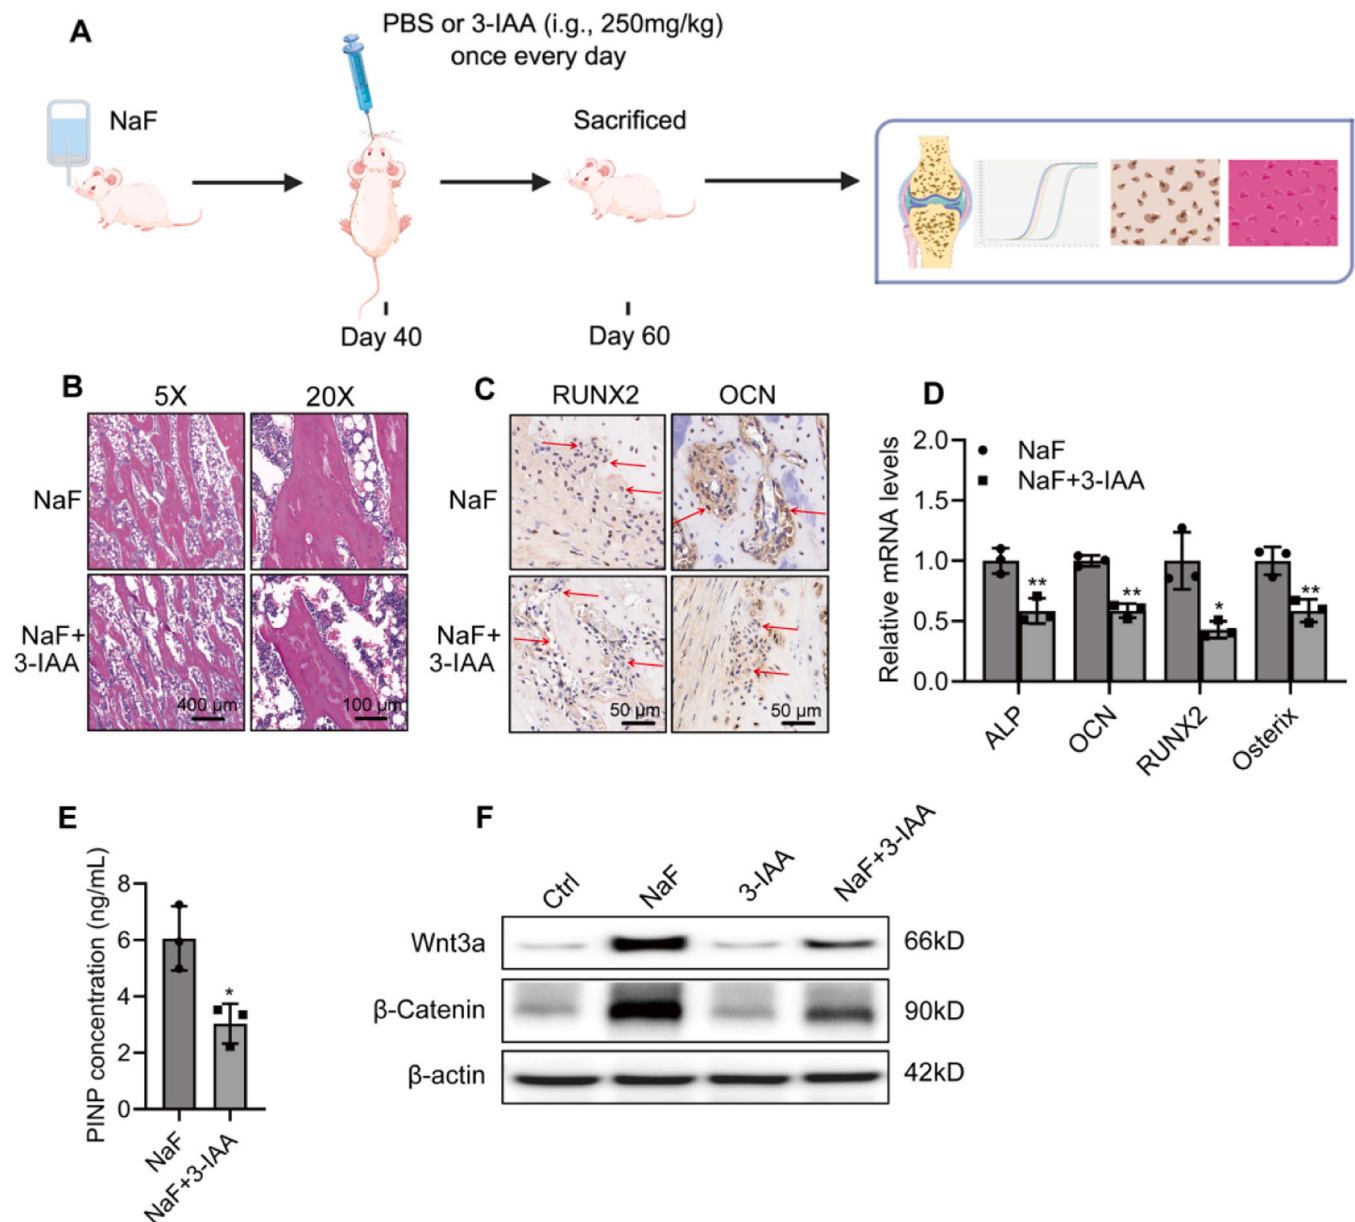 A
PBS or 3-IAA (i.g., 250mg/kg)
once every day
NaF
Sacrificed
Day 40
Day 60
B
5X
20X
NaF
NaF+
3-IAA
400 µm
100 µm
C
RUNX2
OCN
NaF
NaF+
3-IAA
50 µm
50 µm
D
Relative mRNA levels
2.0
1.5
1.0
0.5
0.0
NaF
NaF+3-IAA
**
**
*
**
ALP
OCN
RUNX2
Osterix
E
PINP concentration (ng/mL)
8
6
4
2
0
*
NaF
NaF+3-IAA
F
Ctrl
NaF
3-IAA
NaF+3-IAA
Wnt3a
66kD
β-Catenin
90kD
β-actin
42kD